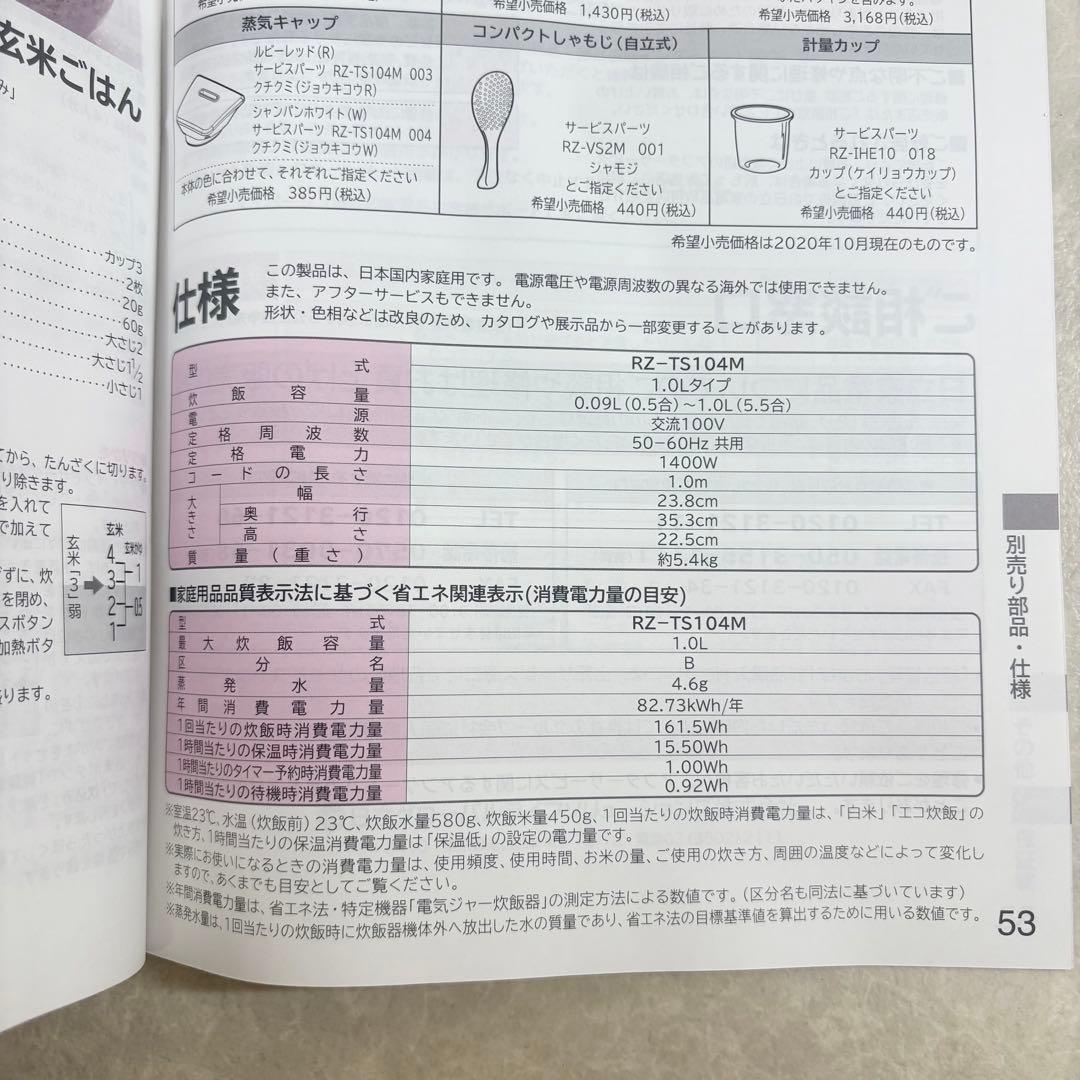 玄米ごはん
み」
カップ3
2枚
20g
60g
大さじ2
大さじ1½
小さじ1
てから、たんざくに切ります。
り除きます。
を入れて
で加えて
ずに、炊
を閉め、
スボタン
加熱ボタ
ります。
玄米「3」弱
玄米
玄米がゆ
4
3 1
2 0.5
1
1,430円(税込)
希望小売価格 3,168円(税込)
蒸気キャップ
ルビーレッド(R)
サービスパーツ RZ-TS104M 003
クチクミ(ジョウキコウR)
シャンパンホワイト(W)
サービスパーツ RZ-TS104M 004
クチクミ(ジョウキコウW)
本体の色に合わせて、それぞれご指定ください
希望小売価格 385円(税込)
コンパクトしゃもじ(自立式)
サービスパーツ
RZ-VS2M 001
シャモジ
とご指定ください
希望小売価格 440円(税込)
計量カップ
サービスパーツ
RZ-IHE10 018
カップ(ケイリョウカップ)
とご指定ください
希望小売価格 440円(税込)
希望小売価格は2020年10月現在のものです。
仕様
この製品は、日本国内家庭用です。電源電圧や電源周波数の異なる海外では使用できません。
また、アフターサービスもできません。
形状・色相などは改良のため、カタログや展示品から一部変更することがあります。
型式 RZ-TS104M
炊飯容量 1.0Lタイプ
0.09L(0.5合)~1.0L(5.5合)
電源 交流100V
定格周波数 50-60Hz 共用
定格電力 1400W
コードの長さ 1.0m
大きさ 幅 23.8cm
奥行 35.3cm
高さ 22.5cm
質量(重さ) 約5.4kg
■家庭用品品質表示法に基づく省エネ関連表示(消費電力量の目安)
型式 RZ-TS104M
最大炊飯容量 1.0L
区分名 B
蒸発水量 4.6g
年間消費電力量 82.73kWh/年
1回当たりの炊飯時消費電力量 161.5Wh
1時間当たりの保温時消費電力量 15.50Wh
1時間当たりのタイマー予約時消費電力量 1.00Wh
1時間当たりの待機時消費電力量 0.92Wh
※室温23℃、水温(炊飯前)23℃、炊飯水量580g、炊飯米量450g、1回当たりの炊飯時消費電力量は、「白米」「エコ炊飯」の
炊き方、1時間当たりの保温消費電力量は「保温低」の設定の電力量です。
※実際にお使いになるときの消費電力量は、使用頻度、使用時間、お米の量、ご使用の炊き方、周囲の温度などによって変化し
ますので、あくまでも目安としてご覧ください。
※年間消費電力量は、省エネ法・特定機器「電気ジャー炊飯器」の測定方法による数値です。(区分名も同法に基づいています)
※蒸発水量は、1回当たりの炊飯時に炊飯器機体外へ放出した水の質量であり、省エネ法の目標基準値を算出するために用いる数値です。
別売り部品・仕様
53